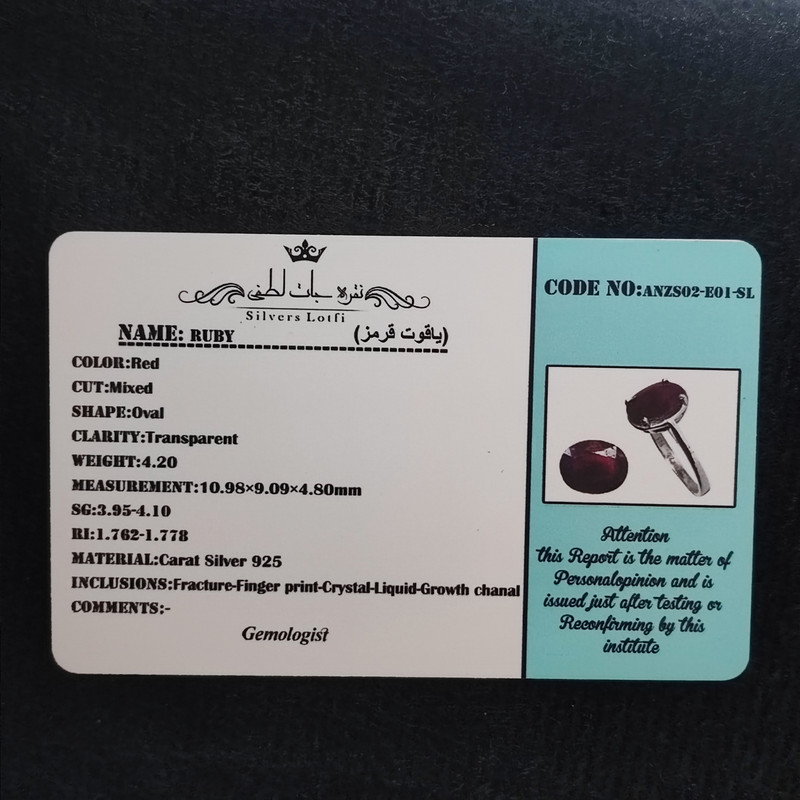 نقره جات لطفی
Silvers Lotfi
NAME: RUBY (یاقوت قرمز)
COLOR:Red
CUT:Mixed
SHAPE:Oval
CLARITY:Transparent
WEIGHT:4.20
MEASUREMENT:10.98×9.09×4.80mm
SG:3.95-4.10
RI:1.762-1.778
MATERIAL:Carat Silver 925
INCLUSIONS:Fracture-Finger print-Crystal-Liquid-Growth chanal
COMMENTS:-
Gemologist
CODE NO:ANZS02-E01-SL
Attention
this Report is the matter of
Personalopinion and is
issued just after testing or
Reconfirming by this
institute